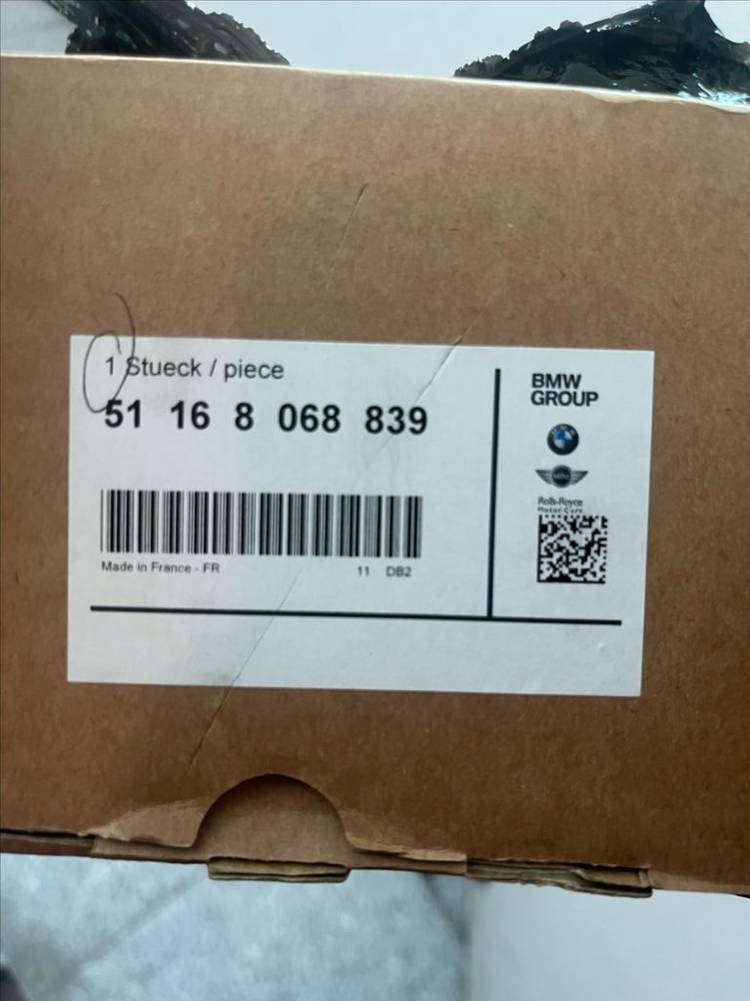 1 Stueck / piece
51 16 8 068 839
Made in France - FR
11 DB2
BMW
GROUP
Rolls-Royce
Motor Cars